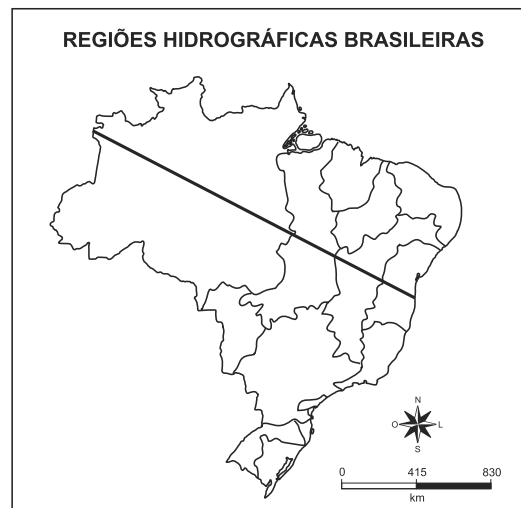 REGIÕES HIDROGRÁFICAS BRASILEIRAS
N
O L
S
0 415 830
km